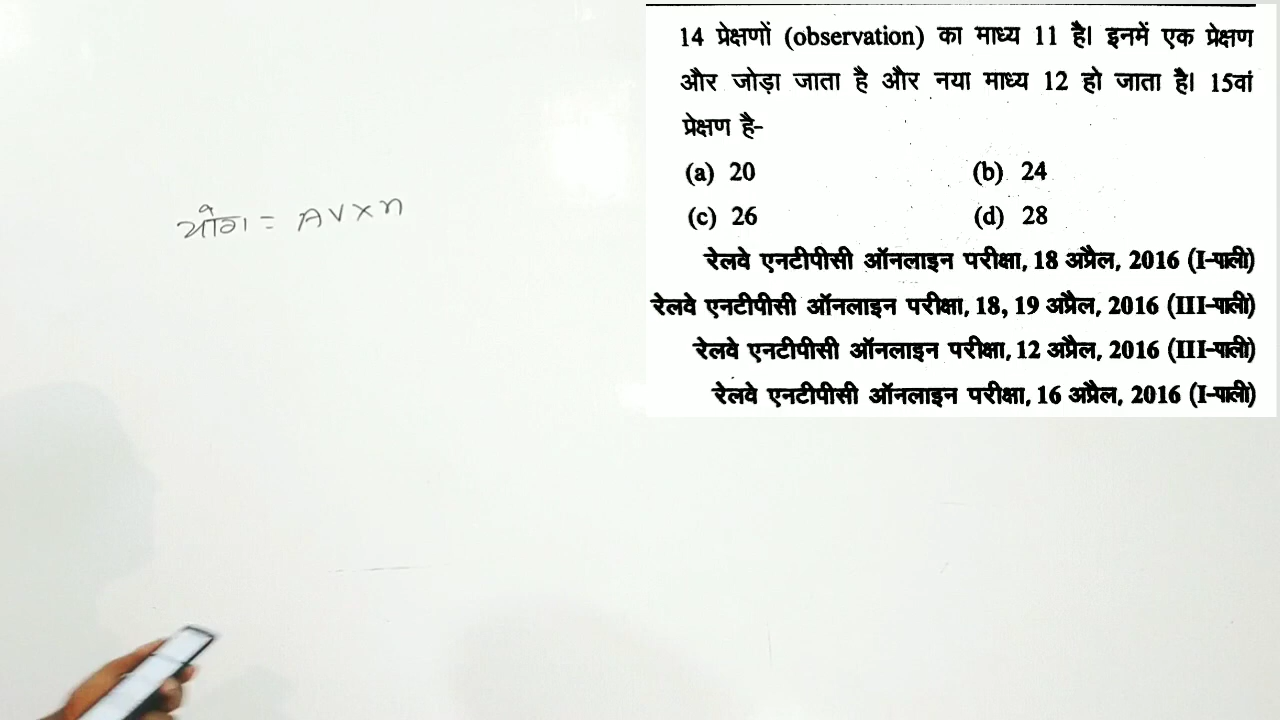 योग = AV×n
14 प्रेक्षणों (observation) का माध्य 11 है। इनमें एक प्रेक्षण
और जोड़ा जाता है और नया माध्य 12 हो जाता है। 15वां
प्रेक्षण है-
(a) 20 (b) 24
(c) 26 (d) 28
रेलवे एनटीपीसी ऑनलाइन परीक्षा, 18 अप्रैल, 2016 (I-पाली)
रेलवे एनटीपीसी ऑनलाइन परीक्षा, 18, 19 अप्रैल, 2016 (III-पाली)
रेलवे एनटीपीसी ऑनलाइन परीक्षा, 12 अप्रैल, 2016 (III-पाली)
रेलवे एनटीपीसी ऑनलाइन परीक्षा, 16 अप्रैल, 2016 (I-पाली)